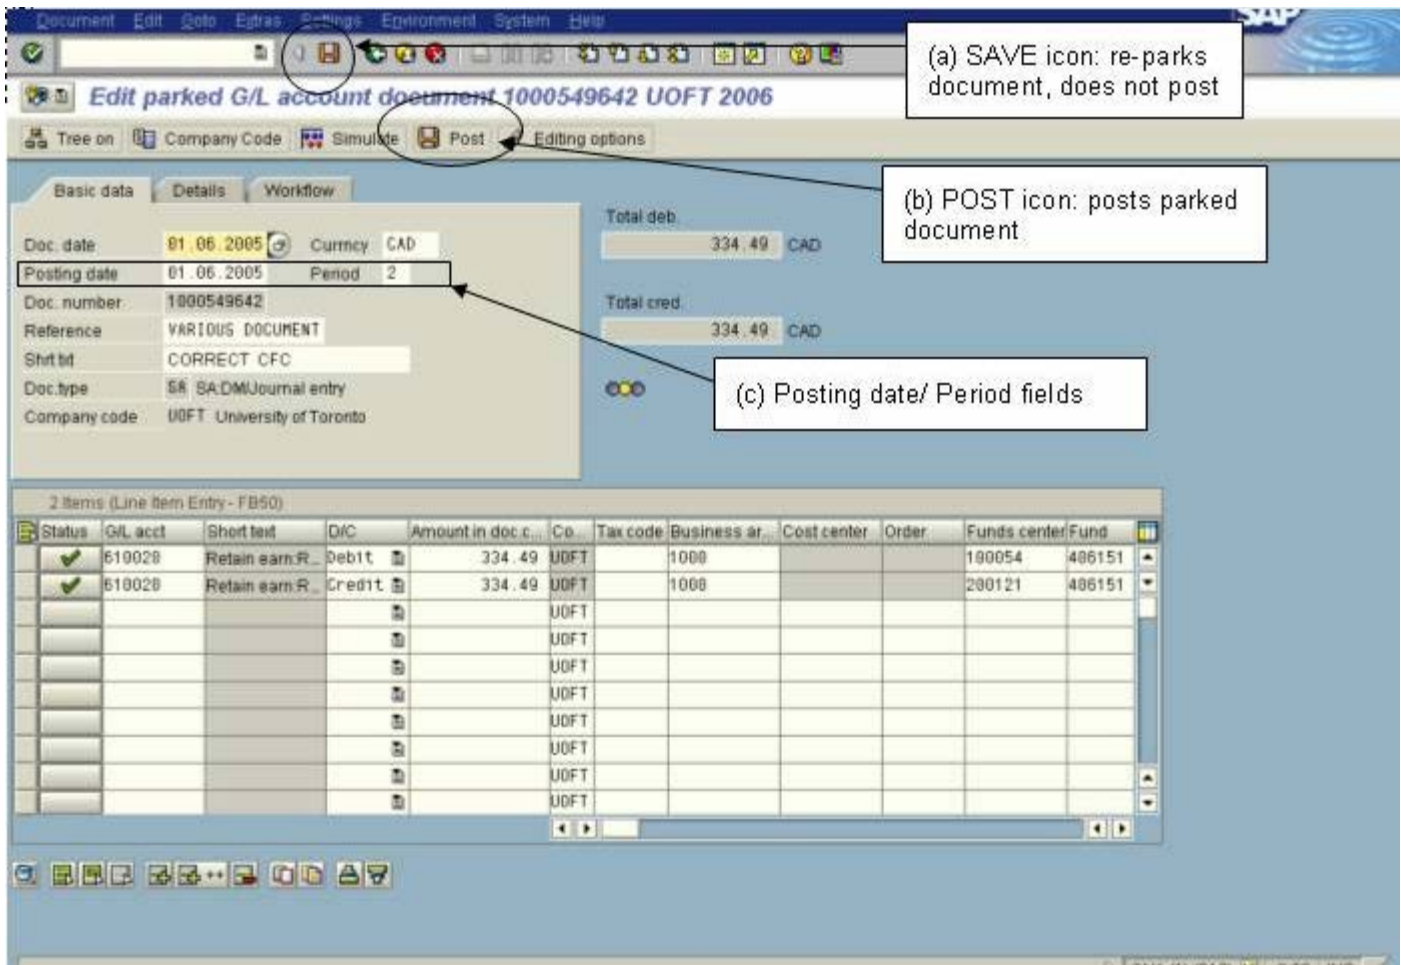 Document Edit Goto Extras Settings Environment System Help
SAP
(a) SAVE icon: re-parks
document, does not post
Edit parked G/L account document 1000549642 UOFT 2006
Tree on Company Code Simulate Post Editing options
(b) POST icon: posts parked
document
Basic data Details Workflow
Total deb.
Doc. date 01.06.2005 Currncy CAD
334.49 CAD
Posting date 01.06.2005 Period 2
Doc. number 1000549642
Total cred.
Reference VARIOUS DOCUMENT
334.49 CAD
Shrt txt CORRECT CFC
Doc.type SA SA:DM/Journal entry
(c) Posting date/ Period fields
Company code UOFT University of Toronto
2 Items (Line Item Entry - FB50)
Status G/L acct Short text D/C Amount in doc.c... Co... Tax code Business ar... Cost center Order Funds center Fund
610020 Retain earn:R... Debit 334.49 UOFT 1000 100054 406151
610020 Retain earn:R... Credit 334.49 UOFT 1000 200121 406151
UOFT
UOFT
UOFT
UOFT
UOFT
UOFT
UOFT
UOFT